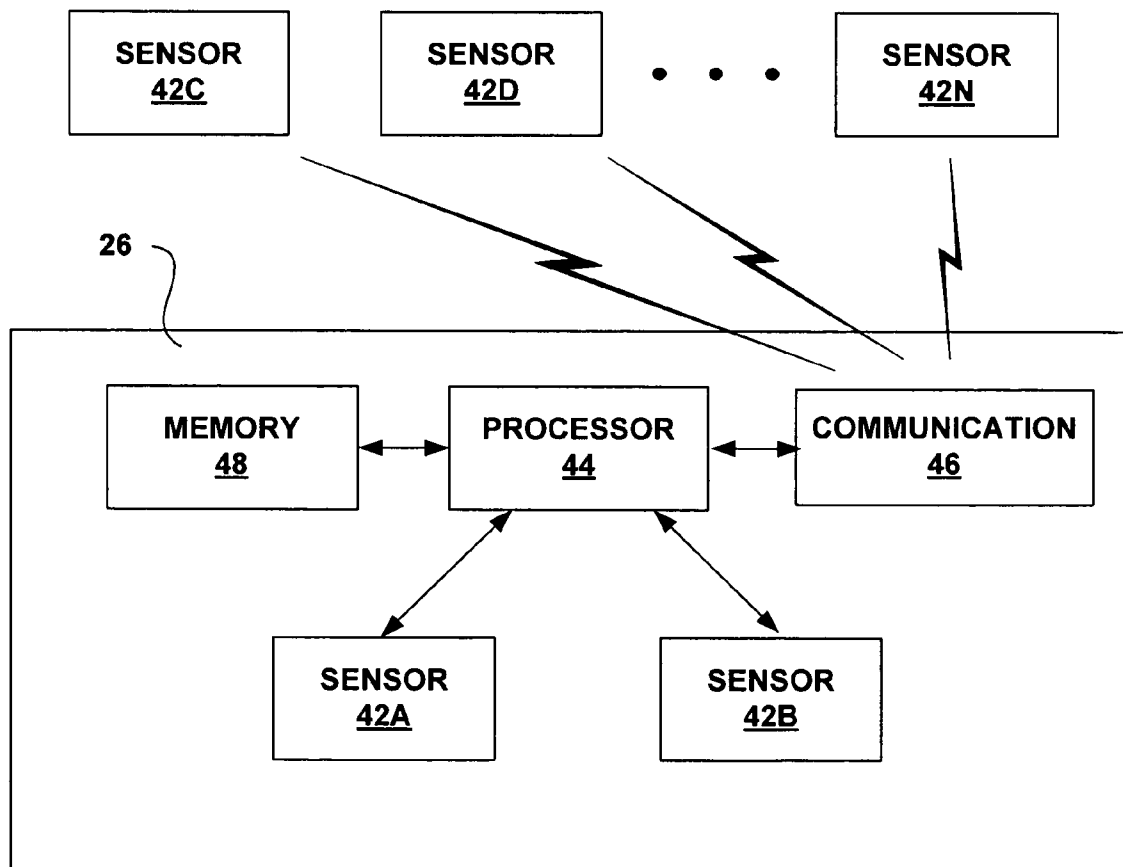 SENSOR
42C
SENSOR
42D
SENSOR
42N
26
MEMORY
48
PROCESSOR
44
COMMUNICATION
46
SENSOR
42A
SENSOR
42B